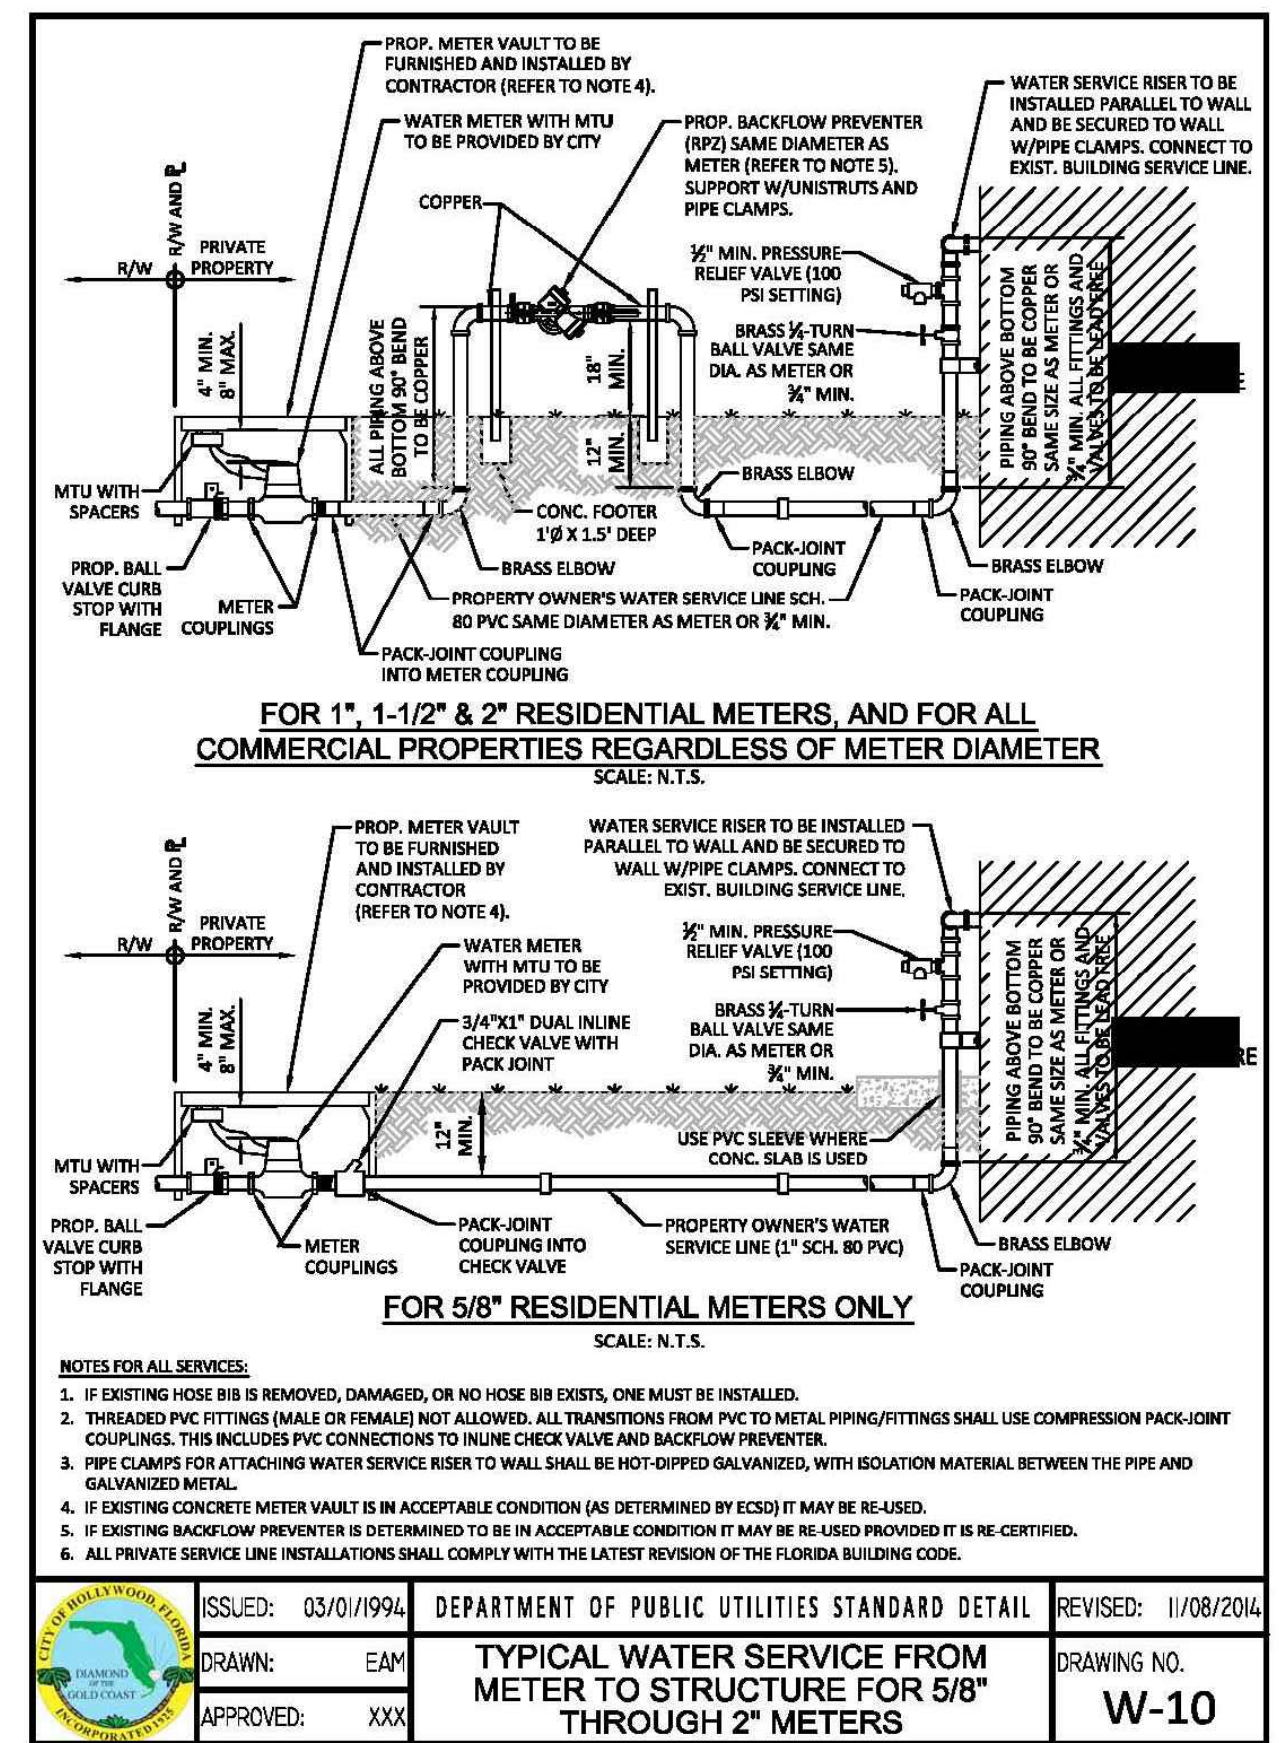 PROP. METER VAULT TO BE
FURNISHED AND INSTALLED BY
CONTRACTOR (REFER TO NOTE 4).
WATER METER WITH MTU
TO BE PROVIDED BY CITY
PROP. BACKFLOW PREVENTER
(RPZ) SAME DIAMETER AS
METER (REFER TO NOTE 5).
SUPPORT W/UNISTRUTS AND
PIPE CLAMPS.
WATER SERVICE RISER TO BE
INSTALLED PARALLEL TO WALL
AND BE SECURED TO WALL
W/PIPE CLAMPS. CONNECT TO
EXIST. BUILDING SERVICE LINE.
COPPER
R/W AND PL
R/W
PRIVATE
PROPERTY
½" MIN. PRESSURE
RELIEF VALVE (100
PSI SETTING)
BRASS ¼-TURN
BALL VALVE SAME
DIA. AS METER OR
¾" MIN.
4" MIN.
8" MAX.
ALL PIPING ABOVE
BOTTOM 90° BEND
TO BE COPPER
18"
MIN.
12"
MIN.
PIPING ABOVE BOTTOM
90° BEND TO BE COPPER
SAME SIZE AS METER OR
¾" MIN. ALL FITTINGS AND
VALVES TO BE LEAD FREE
MTU WITH
SPACERS
BRASS ELBOW
CONC. FOOTER
1'Ø X 1.5' DEEP
PACK-JOINT
COUPLING
PROP. BALL
VALVE CURB
STOP WITH
FLANGE
METER
COUPLINGS
BRASS ELBOW
BRASS ELBOW
PROPERTY OWNER'S WATER SERVICE LINE SCH.
80 PVC SAME DIAMETER AS METER OR ¾" MIN.
PACK-JOINT
COUPLING
PACK-JOINT COUPLING
INTO METER COUPLING
FOR 1", 1-1/2" & 2" RESIDENTIAL METERS, AND FOR ALL
COMMERCIAL PROPERTIES REGARDLESS OF METER DIAMETER
SCALE: N.T.S.
PROP. METER VAULT
TO BE FURNISHED
AND INSTALLED BY
CONTRACTOR
(REFER TO NOTE 4).
WATER SERVICE RISER TO BE INSTALLED
PARALLEL TO WALL AND BE SECURED TO
WALL W/PIPE CLAMPS. CONNECT TO
EXIST. BUILDING SERVICE LINE.
R/W AND PL
R/W
PRIVATE
PROPERTY
WATER METER
WITH MTU TO BE
PROVIDED BY CITY
½" MIN. PRESSURE
RELIEF VALVE (100
PSI SETTING)
3/4"X1" DUAL INLINE
CHECK VALVE WITH
PACK JOINT
BRASS ¼-TURN
BALL VALVE SAME
DIA. AS METER OR
¾" MIN.
4" MIN.
8" MAX.
12"
MIN.
PIPING ABOVE BOTTOM
90° BEND TO BE COPPER
SAME SIZE AS METER OR
¾" MIN. ALL FITTINGS AND
VALVES TO BE LEAD FREE
RE
USE PVC SLEEVE WHERE
CONC. SLAB IS USED
MTU WITH
SPACERS
PROP. BALL
VALVE CURB
STOP WITH
FLANGE
METER
COUPLINGS
PACK-JOINT
COUPLING INTO
CHECK VALVE
PROPERTY OWNER'S WATER
SERVICE LINE (1" SCH. 80 PVC)
BRASS ELBOW
PACK-JOINT
COUPLING
FOR 5/8" RESIDENTIAL METERS ONLY
SCALE: N.T.S.
NOTES FOR ALL SERVICES:
1. IF EXISTING HOSE BIB IS REMOVED, DAMAGED, OR NO HOSE BIB EXISTS, ONE MUST BE INSTALLED.
2. THREADED PVC FITTINGS (MALE OR FEMALE) NOT ALLOWED. ALL TRANSITIONS FROM PVC TO METAL PIPING/FITTINGS SHALL USE COMPRESSION PACK-JOINT
COUPLINGS. THIS INCLUDES PVC CONNECTIONS TO INLINE CHECK VALVE AND BACKFLOW PREVENTER.
3. PIPE CLAMPS FOR ATTACHING WATER SERVICE RISER TO WALL SHALL BE HOT-DIPPED GALVANIZED, WITH ISOLATION MATERIAL BETWEEN THE PIPE AND
GALVANIZED METAL.
4. IF EXISTING CONCRETE METER VAULT IS IN ACCEPTABLE CONDITION (AS DETERMINED BY ECSD) IT MAY BE RE-USED.
5. IF EXISTING BACKFLOW PREVENTER IS DETERMINED TO BE IN ACCEPTABLE CONDITION IT MAY BE RE-USED PROVIDED IT IS RE-CERTIFIED.
6. ALL PRIVATE SERVICE LINE INSTALLATIONS SHALL COMPLY WITH THE LATEST REVISION OF THE FLORIDA BUILDING CODE.
CITY OF HOLLYWOOD, FLORIDA
DIAMOND
OF THE
GOLD COAST
INCORPORATED 1925
ISSUED: 03/01/1994
DRAWN: EAM
APPROVED: XXX
DEPARTMENT OF PUBLIC UTILITIES STANDARD DETAIL
TYPICAL WATER SERVICE FROM
METER TO STRUCTURE FOR 5/8"
THROUGH 2" METERS
REVISED: 11/08/2014
DRAWING NO.
W-10